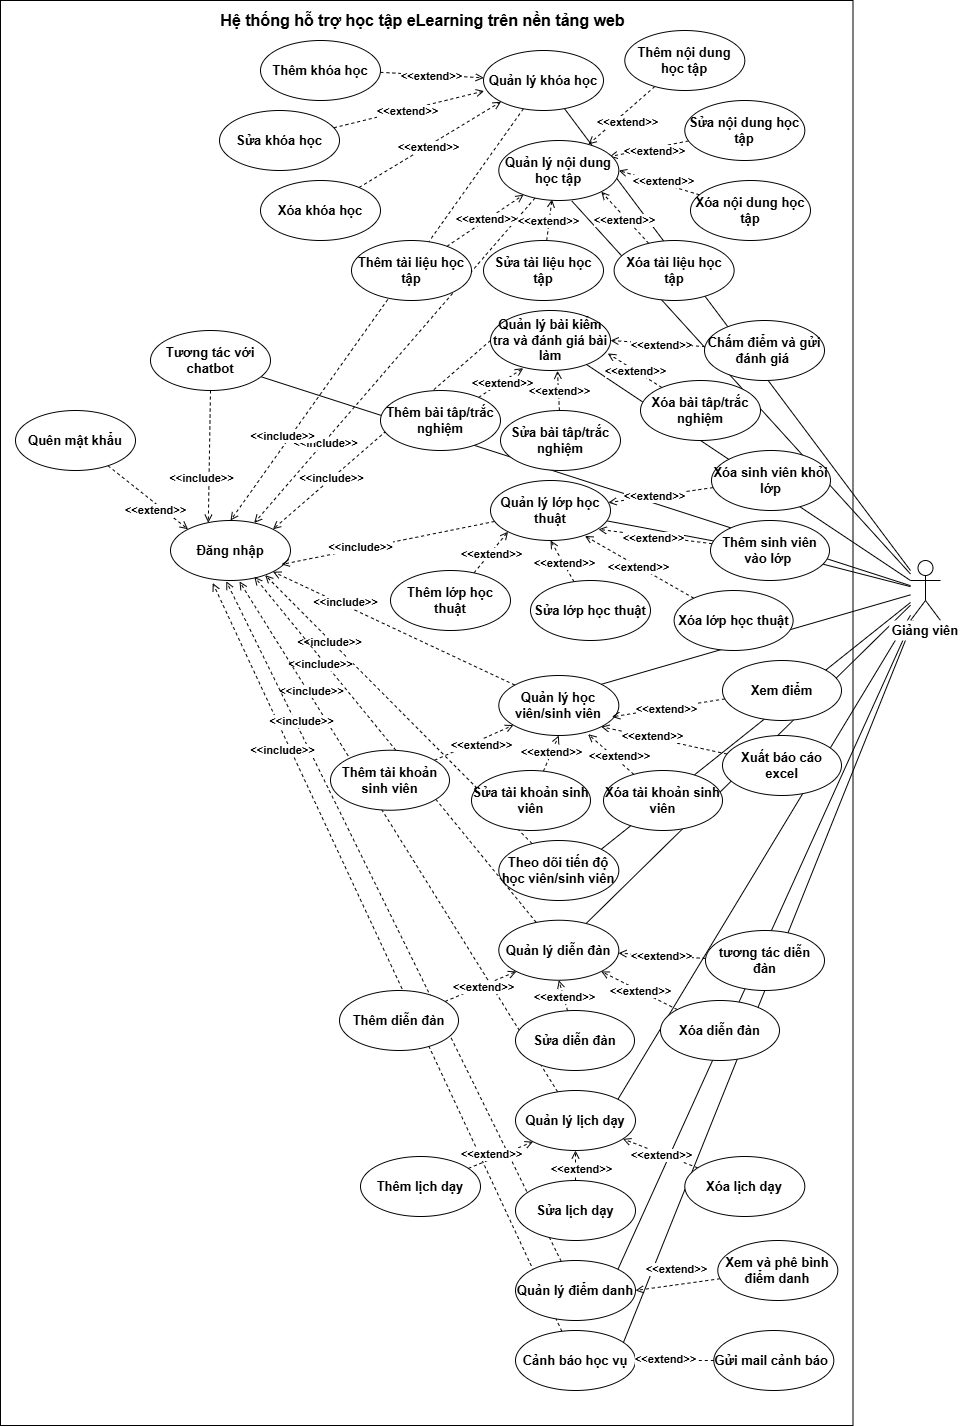 Hệ thống hỗ trợ học tập eLearning trên nền tảng web
Thêm khóa học
<<extend>>
Quản lý khóa học
Thêm nội dung
học tập
Sửa khóa học
<<extend>>
<<extend>>
Sửa nội dung học
tập
<<extend>>
Quản lý nội dung
học tập
<<extend>>
Xóa khóa học
<<extend>>
Xóa nội dung học
tập
<<extend>>
<<extend>>
<<extend>>
Thêm tài liệu học
tập
Sửa tài liệu học
tập
Xóa tài liệu học
tập
Quản lý bài kiểm
tra và đánh giá bài
làm
<<extend>>
Chấm điểm và gửi
đánh giá
Tương tác với
chatbot
<<extend>>
<<extend>>
<<extend>>
Thêm bài tâp/trắc
nghiệm
Xóa bài tâp/trắc
nghiệm
Quên mật khẩu
<<include>>
<<include>>
Sửa bài tâp/trắc
nghiệm
<<include>>
<<include>>
Xóa sinh viên khỏi
lớp
<<extend>>
Quản lý lớp học
thuật
<<extend>>
Đăng nhập
<<include>>
<<extend>>
Thêm sinh viên
vào lớp
<<extend>>
<<extend>>
<<extend>>
Thêm lớp học
thuật
<<include>>
Sửa lớp học thuật
Xóa lớp học thuật
Giảng viên
<<include>>
<<include>>
<<include>>
<<include>>
<<include>>
Quản lý học
viên/sinh viên
Xem điểm
<<extend>>
<<extend>>
<<extend>>
<<extend>>
<<extend>>
Xuất báo cáo
excel
Thêm tài khoản
sinh viên
Sửa tài khoản sinh
viên
Xóa tài khoản sinh
viên
Theo dõi tiến độ
học viên/sinh viên
Quản lý diễn đàn
<<extend>>
tương tác diễn
đàn
<<extend>>
<<extend>>
<<extend>>
Thêm diễn đàn
Sửa diễn đàn
Xóa diễn đàn
Quản lý lịch dạy
<<extend>>
<<extend>>
<<extend>>
Thêm lịch dạy
Sửa lịch dạy
Xóa lịch dạy
Quản lý điểm danh
<<extend>>
Xem và phê bình
điểm danh
Cảnh báo học vụ
<<extend>>
Gửi mail cảnh báo